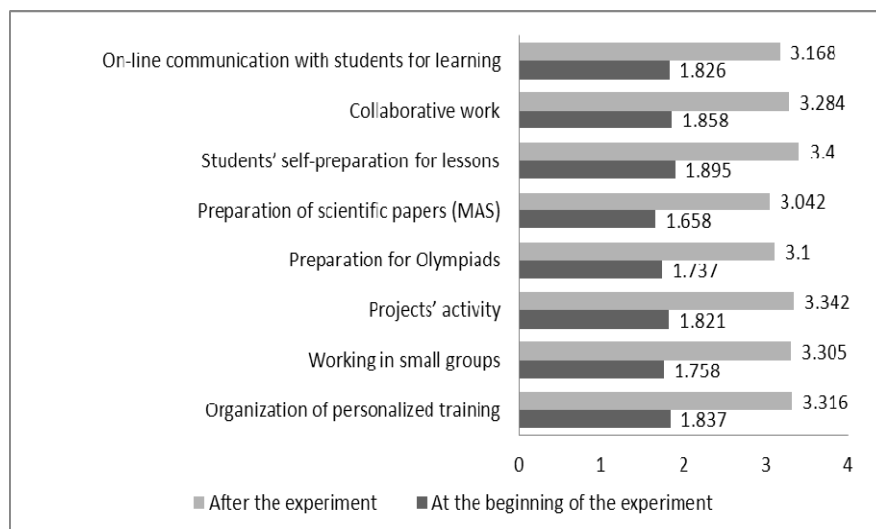 On-line communication with students for learning
3.168
1.826
Collaborative work
3.284
1.858
Students' self-preparation for lessons
3.4
1.895
Preparation of scientific papers (MAS)
3.042
1.658
Preparation for Olympiads
3.1
1.737
Projects' activity
3.342
1.821
Working in small groups
3.305
1.758
Organization of personalized training
3.316
1.837
0 1 2 3 4
After the experiment At the beginning of the experiment